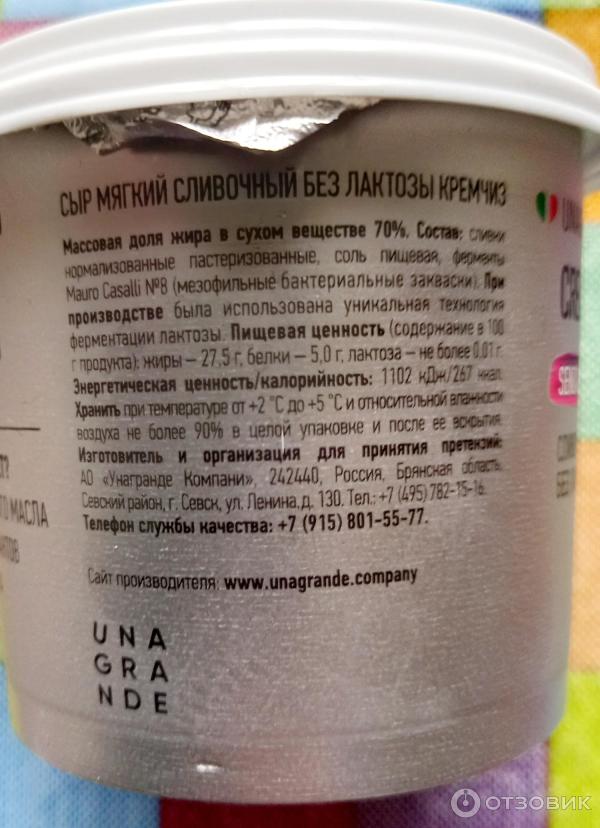 СЫР МЯГКИЙ СЛИВОЧНЫЙ БЕЗ ЛАКТОЗЫ КРЕМЧИЗ
Массовая доля жира в сухом веществе 70%. Состав: сливки
нормализованные пастеризованные, соль пищевая, ферменты
Mauro Casalli №8 (мезофильные бактериальные закваски). При
производстве была использована уникальная технология
ферментации лактозы. Пищевая ценность (содержание в 100
г продукта): жиры – 27,5 г, белки – 5,0 г, лактоза – не более 0,01 г.
Энергетическая ценность/калорийность: 1102 кДж/267 ккал.
Хранить при температуре от +2 °С до +5 °С и относительной влажности
воздуха не более 90% в целой упаковке и после ее вскрытия.
Изготовитель и организация для принятия претензий:
АО «Унагранде Компани», 242440, Россия, Брянская область,
Севский район, г. Севск, ул. Ленина, д. 130. Тел.: +7 (495) 782-15-16.
Телефон службы качества: +7 (915) 801-55-77.
Сайт производителя: www.unagrande.company
UNA
GRA
NDE
МАСЛА
ОТЗОВИК